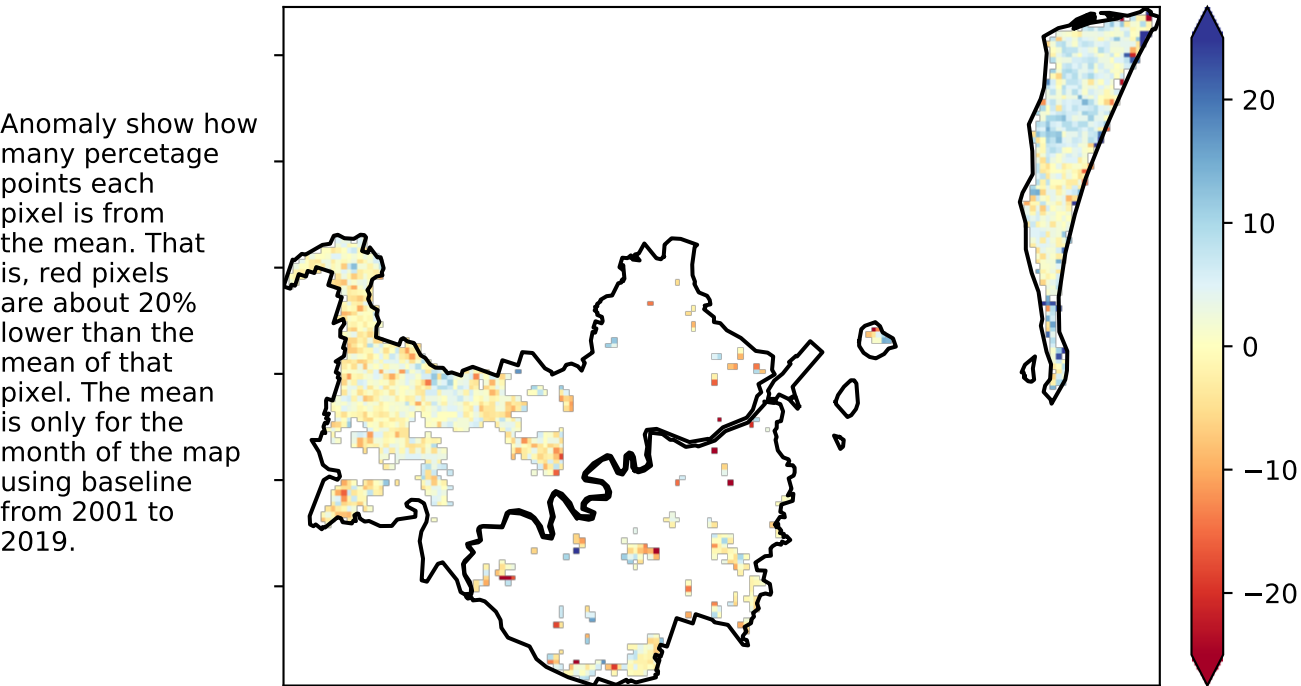 Anomaly show how
many percetage
points each
pixel is from
the mean. That
is, red pixels
are about 20%
lower than the
mean of that
pixel. The mean
is only for the
month of the map
using baseline
from 2001 to
2019.
20
10
0
−10
−20